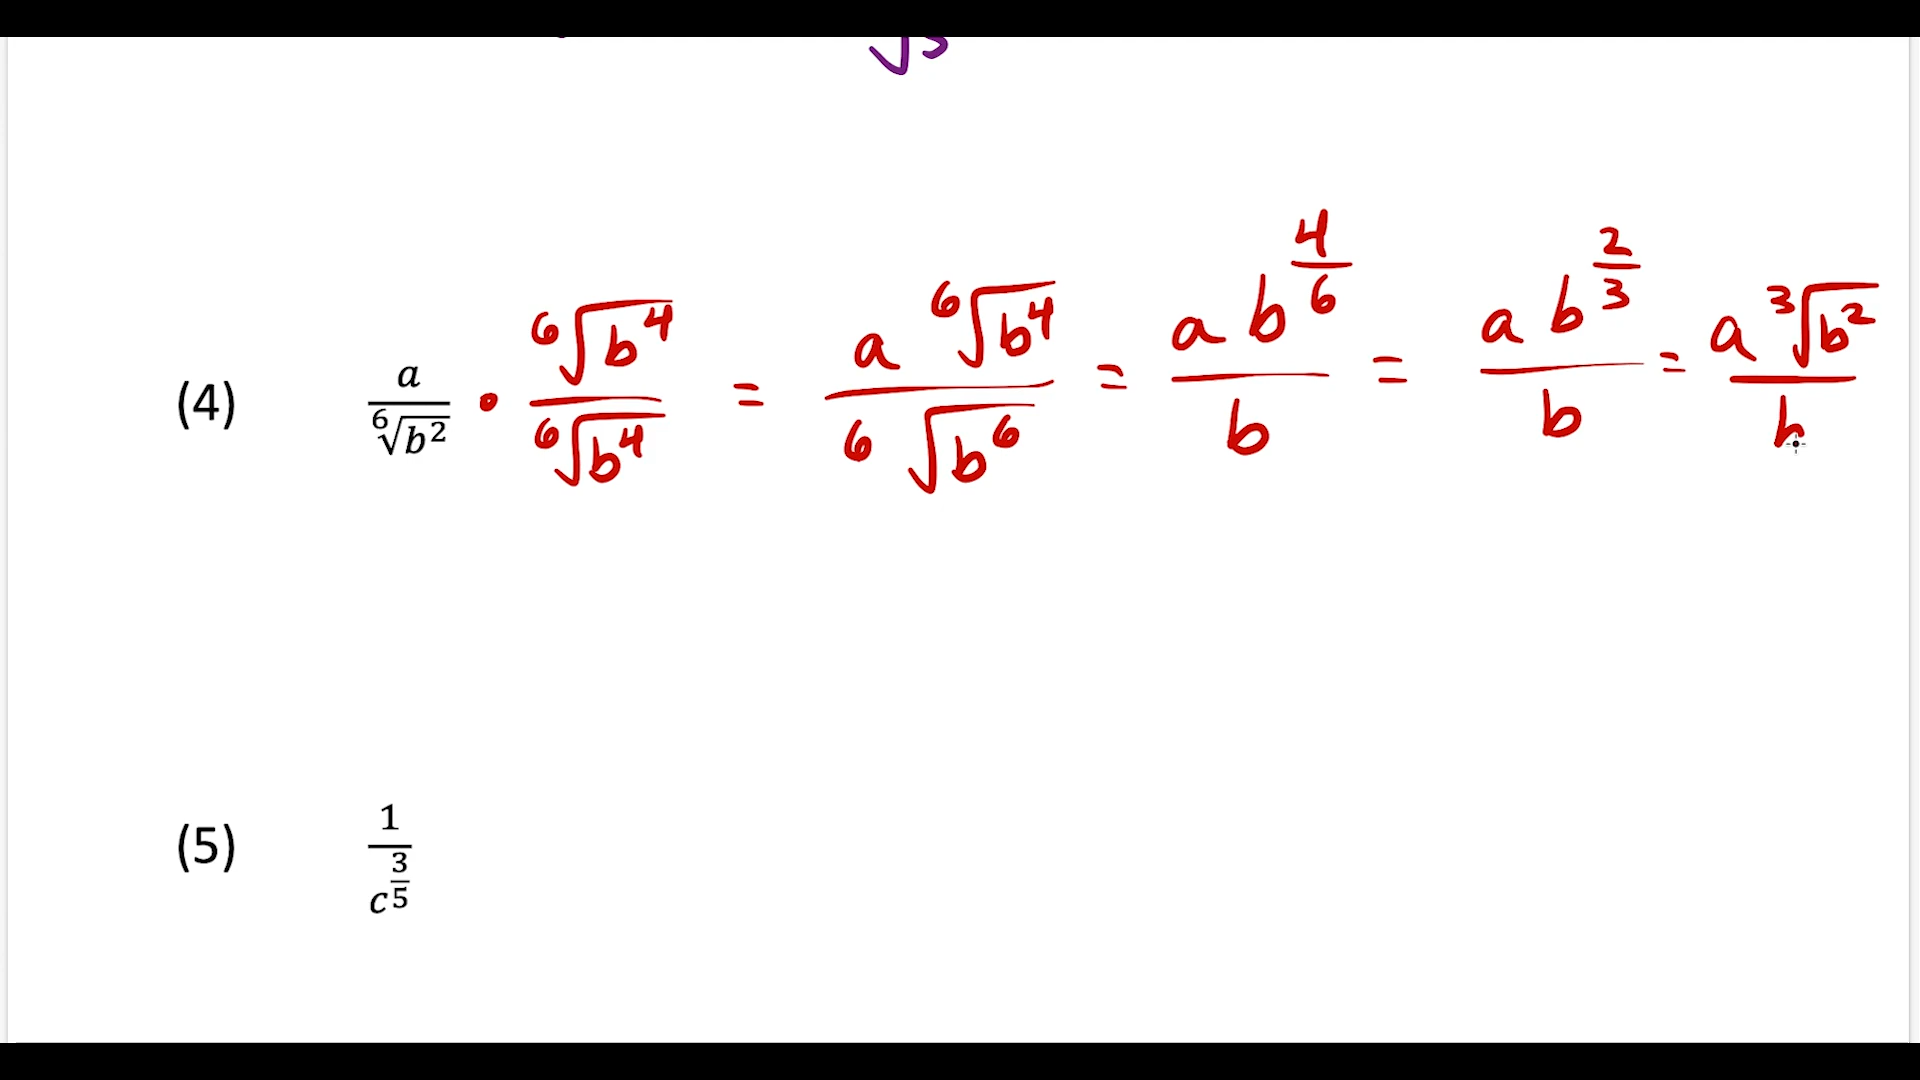 √3
(4) a/⁶√b² • ⁶√b⁴/⁶√b⁴ = a ⁶√b⁴/⁶√b⁶ = a b^(4/6)/b = a b^(2/3)/b = a ³√b²/b
(5) 1/c^(3/5)